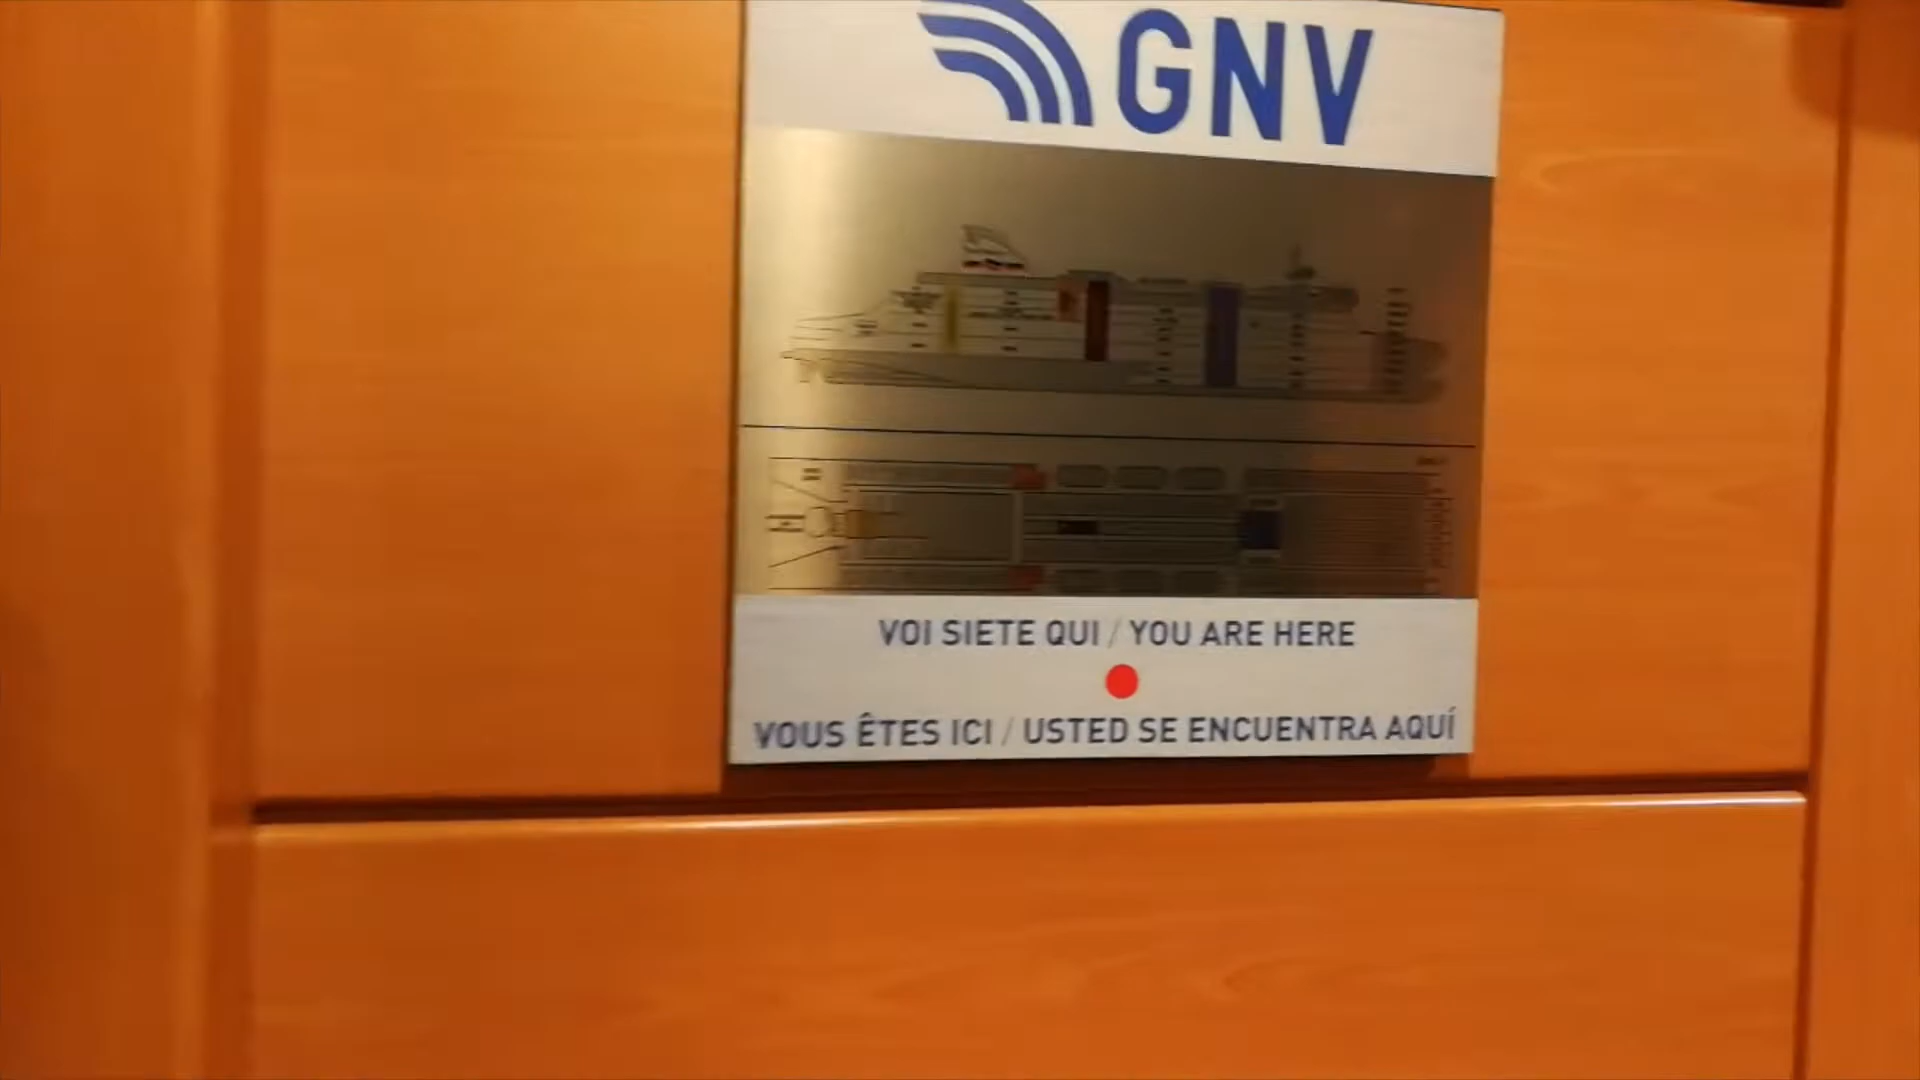 GNV
VOI SIETE QUI / YOU ARE HERE
VOUS ÊTES ICI / USTED SE ENCUENTRA AQUÍ